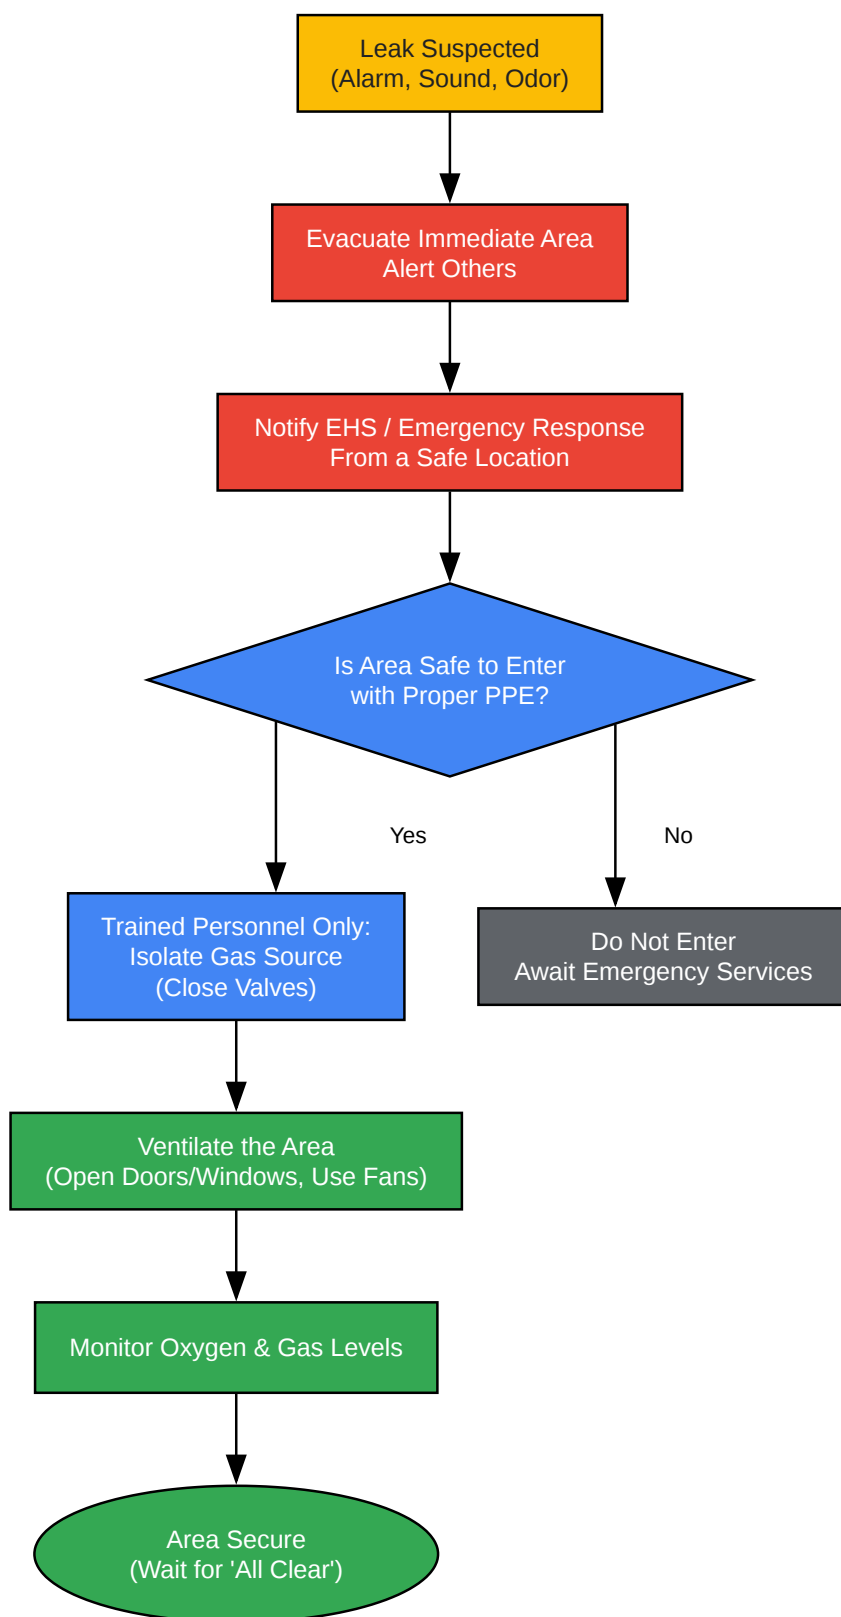 Leak Suspected
(Alarm, Sound, Odor)
Evacuate Immediate Area
Alert Others
Notify EHS / Emergency Response
From a Safe Location
Is Area Safe to Enter
with Proper PPE?
Yes
No
Trained Personnel Only:
Isolate Gas Source
(Close Valves)
Do Not Enter
Await Emergency Services
Ventilate the Area
(Open Doors/Windows, Use Fans)
Monitor Oxygen & Gas Levels
Area Secure
(Wait for 'All Clear')